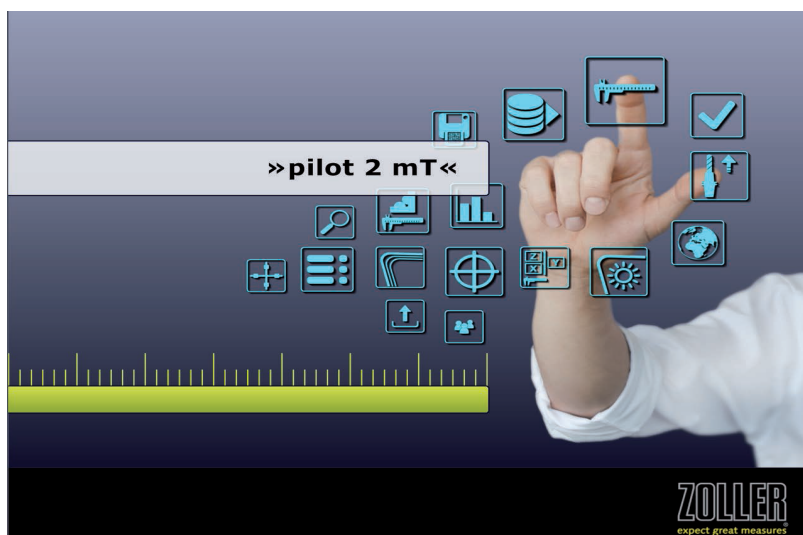 »pilot 2 mT«
Z
X
Y
ZOLLER
expect great measures